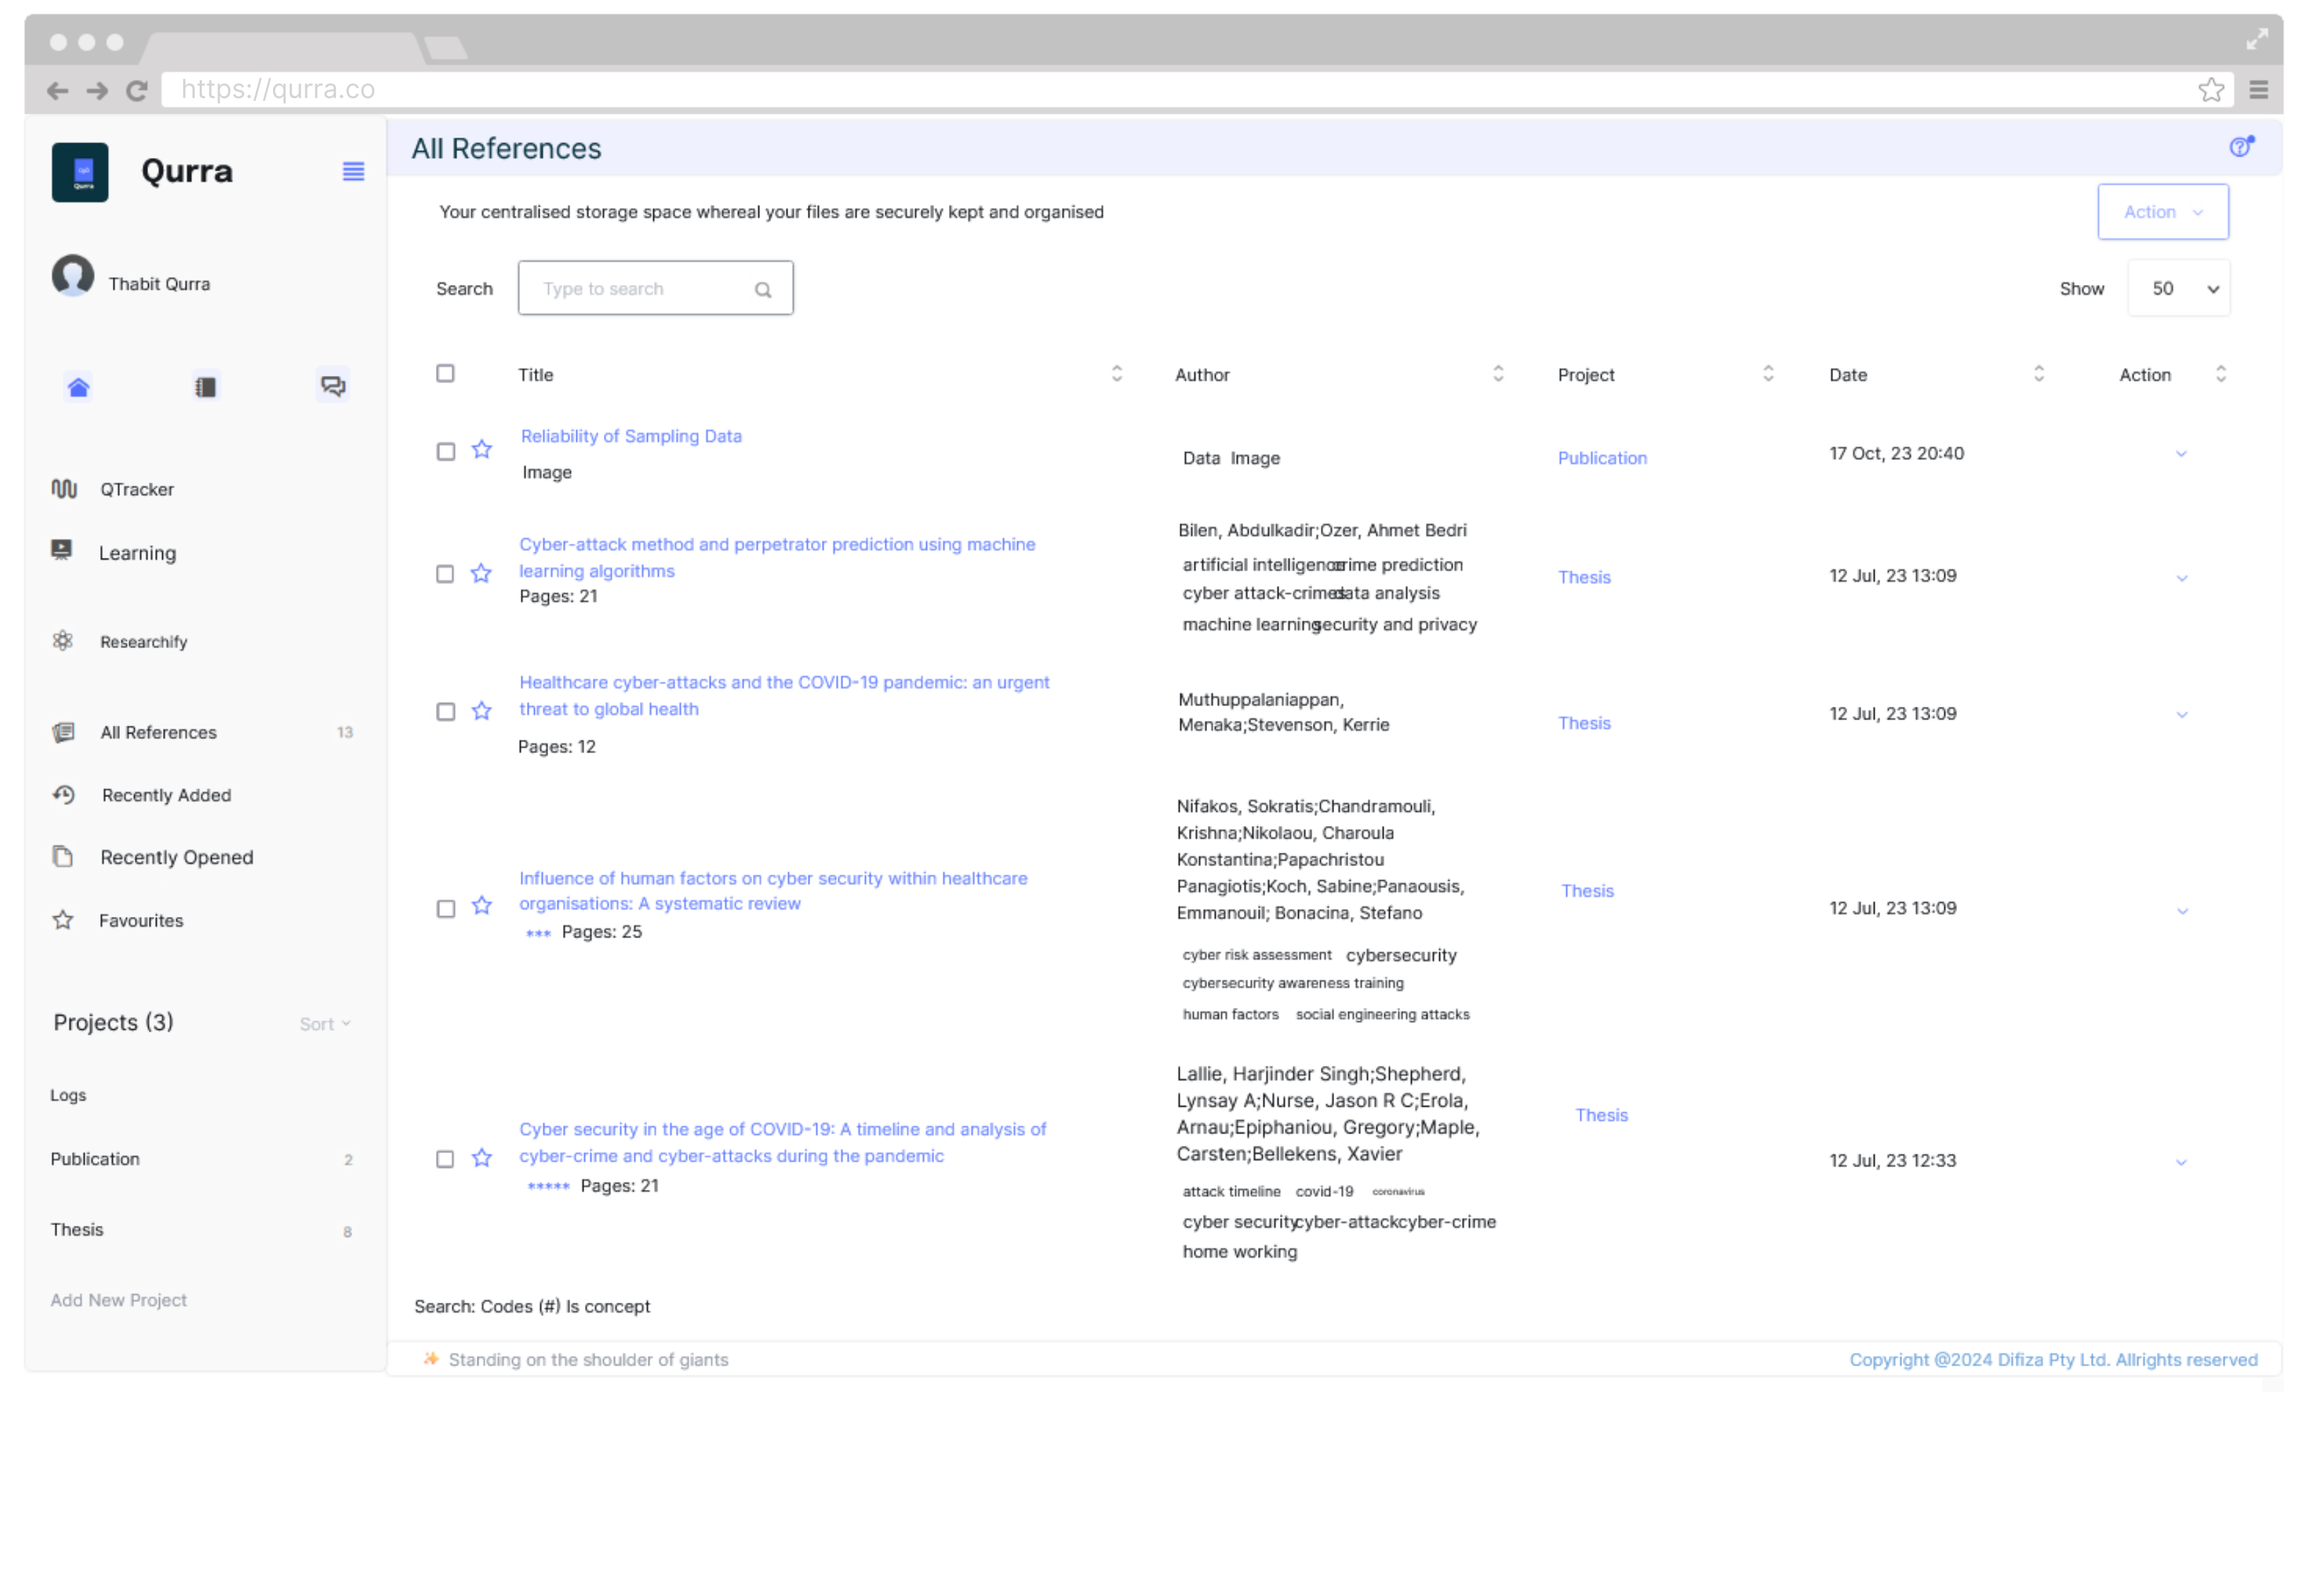 https://qurra.co
Qurra
Qurra
Thabit Qurra
QTracker
Learning
Researchify
All References 13
Recently Added
Recently Opened
Favourites
Projects (3) Sort
Logs
Publication 2
Thesis 8
Add New Project
All References
Your centralised storage space whereal your files are securely kept and organised
Action
Search Type to search
Show 50
Title Author Project Date Action
Reliability of Sampling Data
Image
Data Image
Publication
17 Oct, 23 20:40
Cyber-attack method and perpetrator prediction using machine
learning algorithms
Pages: 21
Bilen, Abdulkadir;Ozer, Ahmet Bedri
artificial intelligence crime prediction
cyber attack-crimes data analysis
machine learning security and privacy
Thesis
12 Jul, 23 13:09
Healthcare cyber-attacks and the COVID-19 pandemic: an urgent
threat to global health
Pages: 12
Muthuppalaniappan,
Menaka;Stevenson, Kerrie
Thesis
12 Jul, 23 13:09
Influence of human factors on cyber security within healthcare
organisations: A systematic review
*** Pages: 25
Nifakos, Sokratis;Chandramouli,
Krishna;Nikolaou, Charoula
Konstantina;Papachristou
Panagiotis;Koch, Sabine;Panaousis,
Emmanouil; Bonacina, Stefano
cyber risk assessment cybersecurity
cybersecurity awareness training
human factors social engineering attacks
Thesis
12 Jul, 23 13:09
Cyber security in the age of COVID-19: A timeline and analysis of
cyber-crime and cyber-attacks during the pandemic
***** Pages: 21
Lallie, Harjinder Singh;Shepherd,
Lynsay A;Nurse, Jason R C;Erola,
Arnau;Epiphaniou, Gregory;Maple,
Carsten;Bellekens, Xavier
attack timeline covid-19 coronavirus
cyber security cyber-attack cyber-crime
home working
Thesis
12 Jul, 23 12:33
Search: Codes (#) Is concept
Standing on the shoulder of giants
Copyright @2024 Difiza Pty Ltd. Allrights reserved